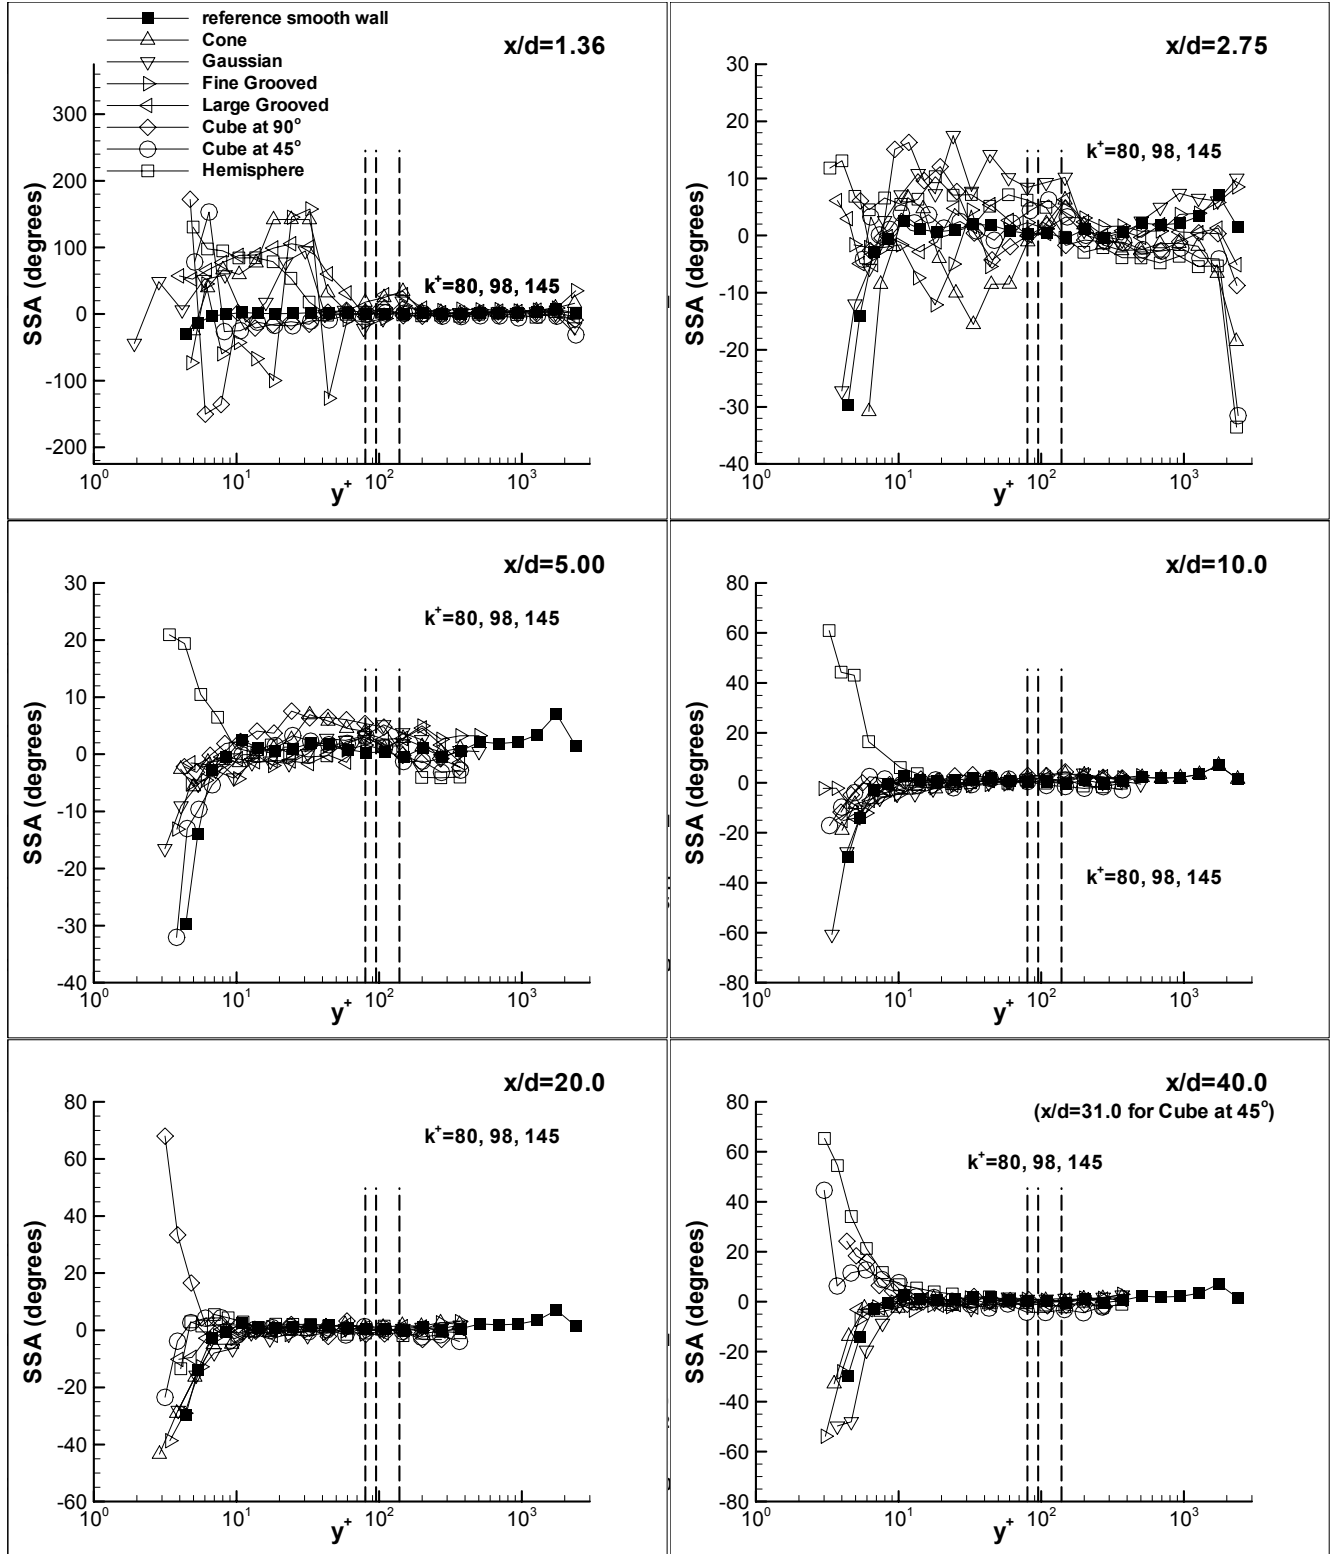 reference smooth wall
Cone
Gaussian
Fine Grooved
Large Grooved
Cube at 90°
Cube at 45°
Hemisphere
x/d=1.36
k⁺=80, 98, 145
SSA (degrees)
300
200
100
0
-100
-200
10⁰
10¹
10²
10³
y⁺
x/d=2.75
k⁺=80, 98, 145
SSA (degrees)
30
20
10
0
-10
-20
-30
-40
10⁰
10¹
10²
10³
y⁺
x/d=5.00
k⁺=80, 98, 145
SSA (degrees)
30
20
10
0
-10
-20
-30
-40
10⁰
10¹
10²
10³
y⁺
x/d=10.0
k⁺=80, 98, 145
SSA (degrees)
80
60
40
20
0
-20
-40
-60
-80
10⁰
10¹
10²
10³
y⁺
x/d=20.0
k⁺=80, 98, 145
SSA (degrees)
80
60
40
20
0
-20
-40
-60
10⁰
10¹
10²
10³
y⁺
x/d=40.0
(x/d=31.0 for Cube at 45°)
k⁺=80, 98, 145
SSA (degrees)
80
60
40
20
0
-20
-40
-60
-80
10⁰
10¹
10²
10³
y⁺